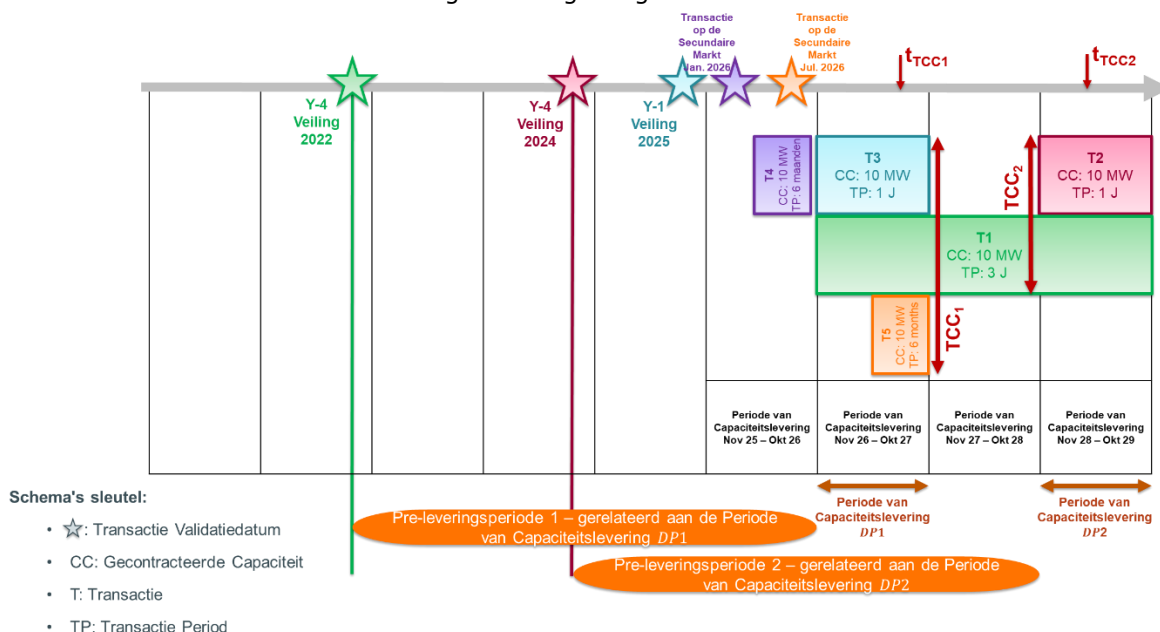 Transactie
op de
Secundaire
Markt
Jan. 2026
Transactie
op de
Secundaire
Markt
Jul. 2026
tTCC1
tTCC2
Y-4
Veiling
2022
Y-4
Veiling
2024
Y-1
Veiling
2025
T4
CC: 10 MW
TP: 6 maanden
T3
CC: 10 MW
TP: 1 J
TCC2
T2
CC: 10 MW
TP: 1 J
T1
CC: 10 MW
TP: 3 J
T5
CC: 10 MW
TP: 6 months
TCC1
Periode van
Capaciteitslevering
Nov 25 – Okt 26
Periode van
Capaciteitslevering
Nov 26 – Okt 27
Periode van
Capaciteitslevering
Nov 27 – Okt 28
Periode van
Capaciteitslevering
Nov 28 – Okt 29
Periode van
Capaciteitslevering
DP1
Periode van
Capaciteitslevering
DP2
Pre-leveringsperiode 1 – gerelateerd aan de Periode
van Capaciteitslevering DP1
Pre-leveringsperiode 2 – gerelateerd aan de Periode
van Capaciteitslevering DP2
Schema's sleutel:
• : Transactie Validatiedatum
• CC: Gecontracteerde Capaciteit
• T: Transactie
• TP: Transactie Period